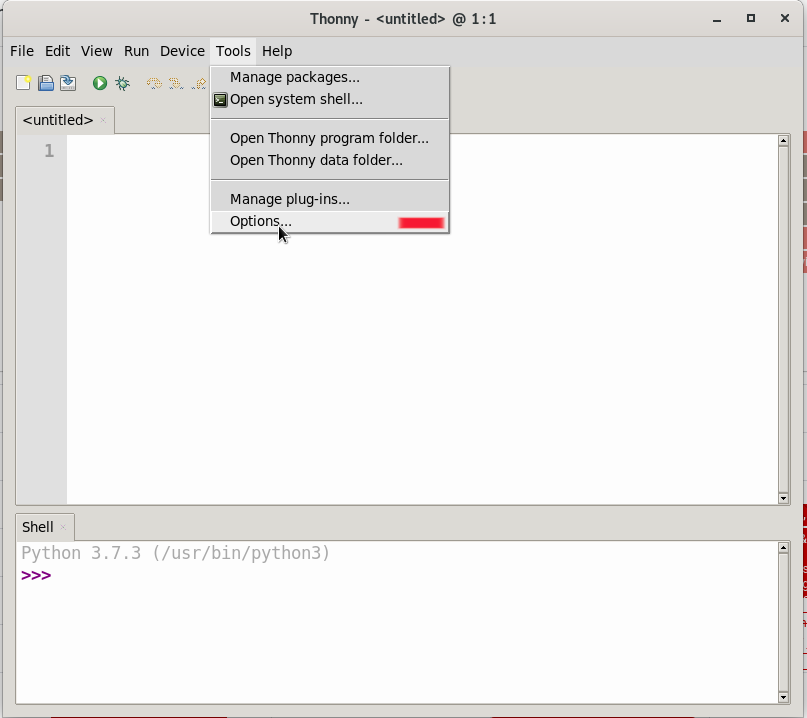 Thonny - <untitled> @ 1:1
File Edit View Run Device Tools Help
Manage packages...
Open system shell...
<untitled>
Open Thonny program folder...
1
Open Thonny data folder...
Manage plug-ins...
Options...
Shell
Python 3.7.3 (/usr/bin/python3)
>>>